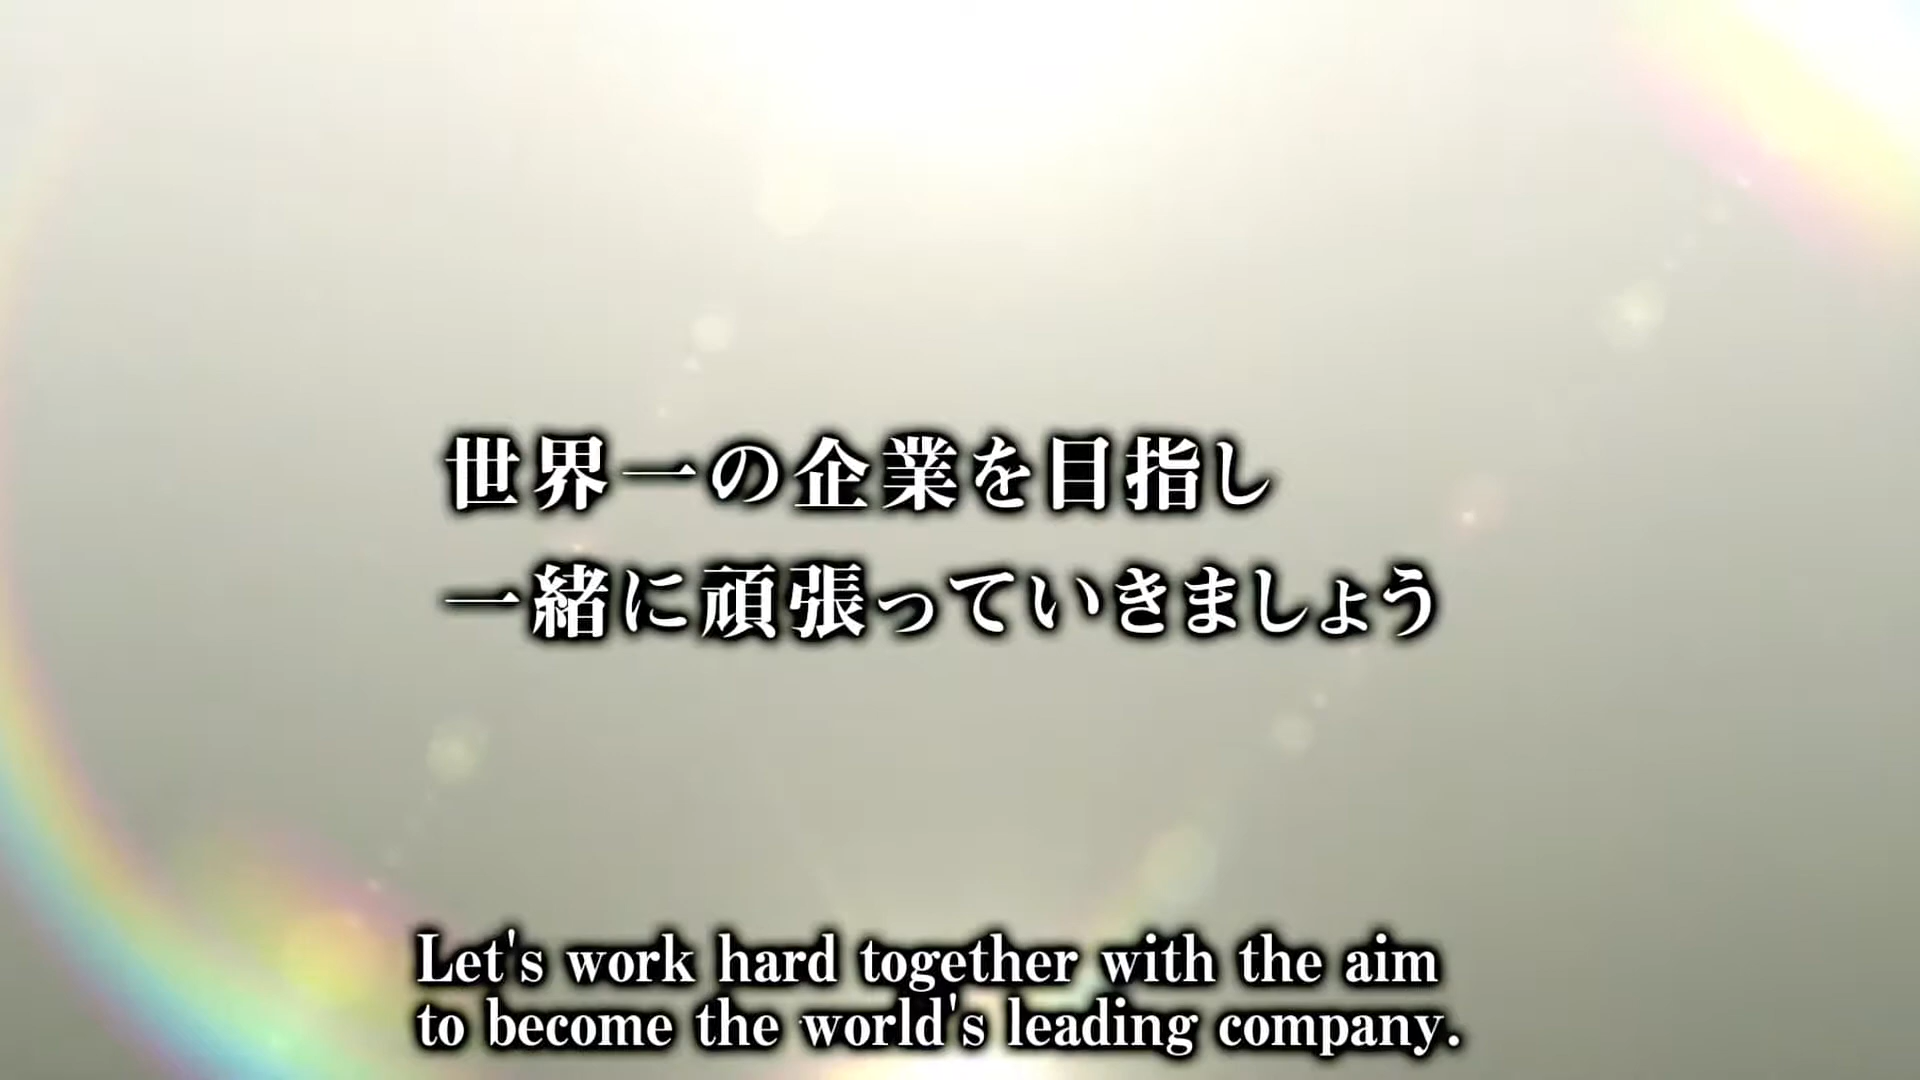 世界一の企業を目指し
一緒に頑張っていきましょう
Let's work hard together with the aim
to become the world's leading company.